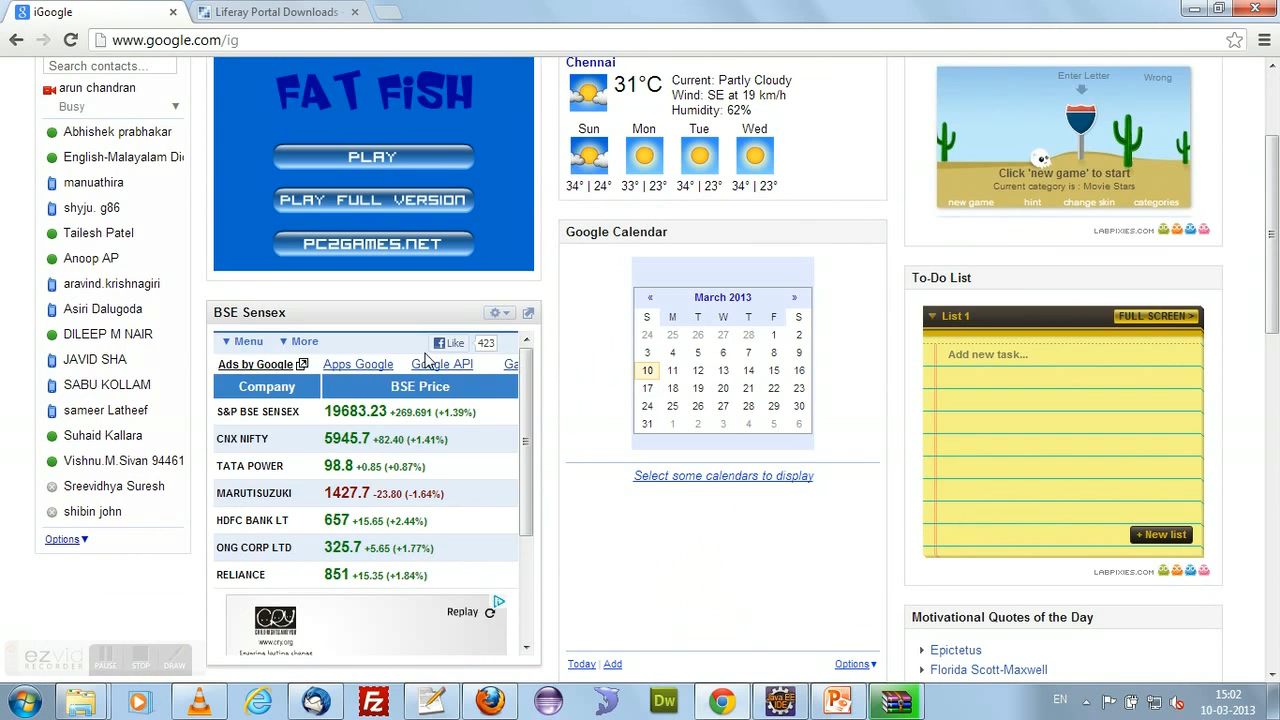 iGoogle
Liferay Portal Downloads
www.google.com/ig
Search contacts...
arun chandran
Busy
Abhishek prabhakar
English-Malayalam Di
manuathira
shyju. g86
Tailesh Patel
Anoop AP
aravind.krishnagiri
Asiri Dalugoda
DILEEP M NAIR
JAVID SHA
SABU KOLLAM
sameer Latheef
Suhaid Kallara
Vishnu.M.Sivan 94461
Sreevidhya Suresh
shibin john
Options▼
FAT FiSH
PLAY
PLAY FULL VERSION
PC2GAMES.NET
BSE Sensex
Menu
More
Like
423
Ads by Google
Apps Google
Google API
Ga
Company
BSE Price
S&P BSE SENSEX 19683.23 +269.691 (+1.39%)
CNX NIFTY 5945.7 +82.40 (+1.41%)
TATA POWER 98.8 +0.85 (+0.87%)
MARUTISUZUKI 1427.7 -23.80 (-1.64%)
HDFC BANK LT 657 +15.65 (+2.44%)
ONG CORP LTD 325.7 +5.65 (+1.77%)
RELIANCE 851 +15.35 (+1.84%)
CRY
www.cry.org
Replay
Chennai
31°C
Current: Partly Cloudy
Wind: SE at 19 km/h
Humidity: 62%
Sun Mon Tue Wed
34° | 24° 33° | 23° 34° | 23° 34° | 23°
Google Calendar
« March 2013 »
S M T W T F S
24 25 26 27 28 1 2
3 4 5 6 7 8 9
10 11 12 13 14 15 16
17 18 19 20 21 22 23
24 25 26 27 28 29 30
31 1 2 3 4 5 6
Select some calendars to display
Today | Add
Options▼
Enter Letter
Wrong
Click 'new game' to start
Current category is : Movie Stars
new game hint change skin categories
LABPIXIES.COM
To-Do List
List 1
FULL SCREEN >
Add new task...
+ New list
LABPIXIES.COM
Motivational Quotes of the Day
Epictetus
Florida Scott-Maxwell
ezvid
RECORDER
PAUSE
STOP
DRAW
Dw
EN
15:02
10-03-2013